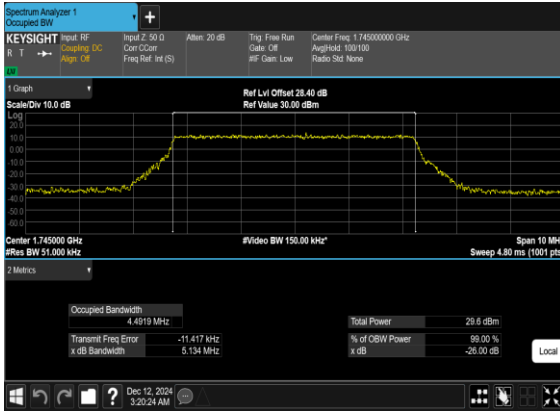 Spectrum Analyzer 1
Occupied BW
+
KEYSIGHT Input: RF Input Z: 50 Ω Atten: 20 dB Trig: Free Run Center Freq: 1.745000000 GHz
R T Coupling: DC Corr CCorr Gate: Off Avg|Hold: 100/100
Align: Off Freq Ref: Int (S) #IF Gain: Low Radio Std: None
1 Graph
Scale/Div 10.0 dB Ref Lvl Offset 28.40 dB
Ref Value 30.00 dBm
Log
20.0
10.0
0.00
-10.0
-20.0
-30.0
-40.0
-50.0
-60.0
Center 1.745000 GHz #Video BW 150.00 kHz* Span 10 MH
#Res BW 51.000 kHz Sweep 4.80 ms (1001 pts
2 Metrics
Occupied Bandwidth
4.4919 MHz Total Power 29.6 dBm
Transmit Freq Error -11.417 kHz % of OBW Power 99.00 %
x dB Bandwidth 5.134 MHz x dB -26.00 dB
Local
? Dec 12, 2024
3:20:24 AM